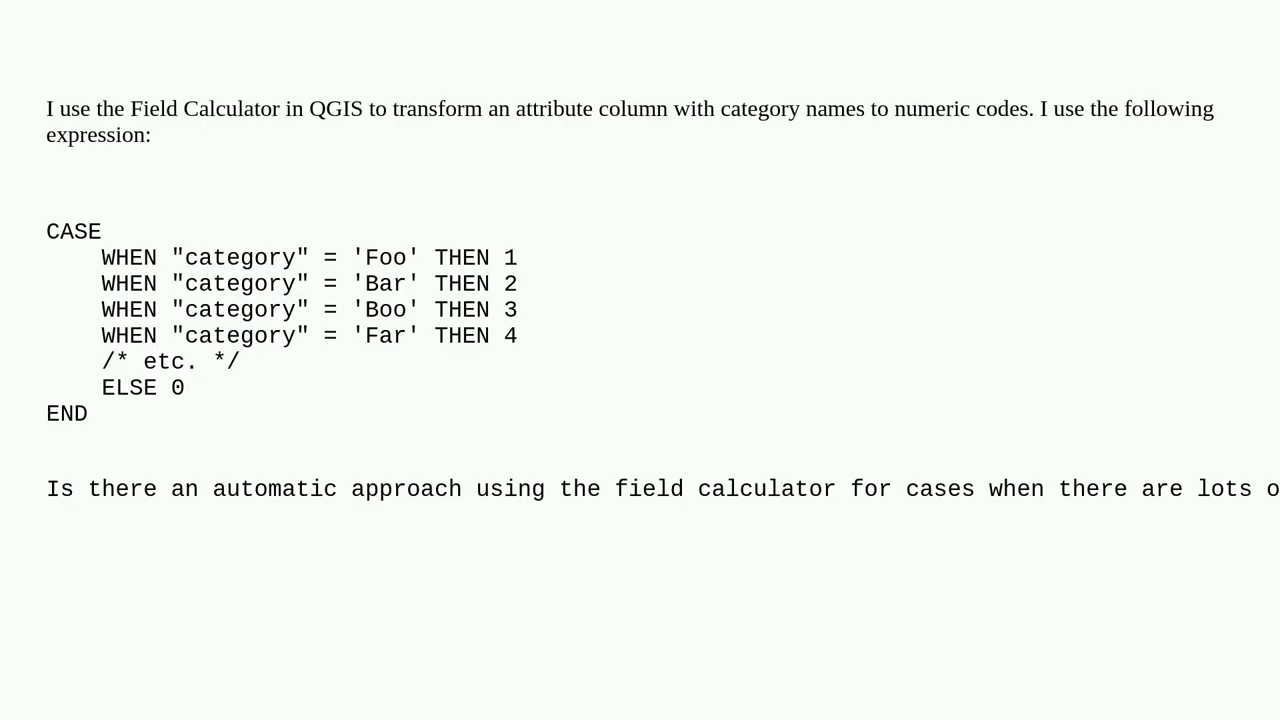 I use the Field Calculator in QGIS to transform an attribute column with category names to numeric codes. I use the following
expression:
CASE
    WHEN "category" = 'Foo' THEN 1
    WHEN "category" = 'Bar' THEN 2
    WHEN "category" = 'Boo' THEN 3
    WHEN "category" = 'Far' THEN 4
    /* etc. */
    ELSE 0
END
Is there an automatic approach using the field calculator for cases when there are lots